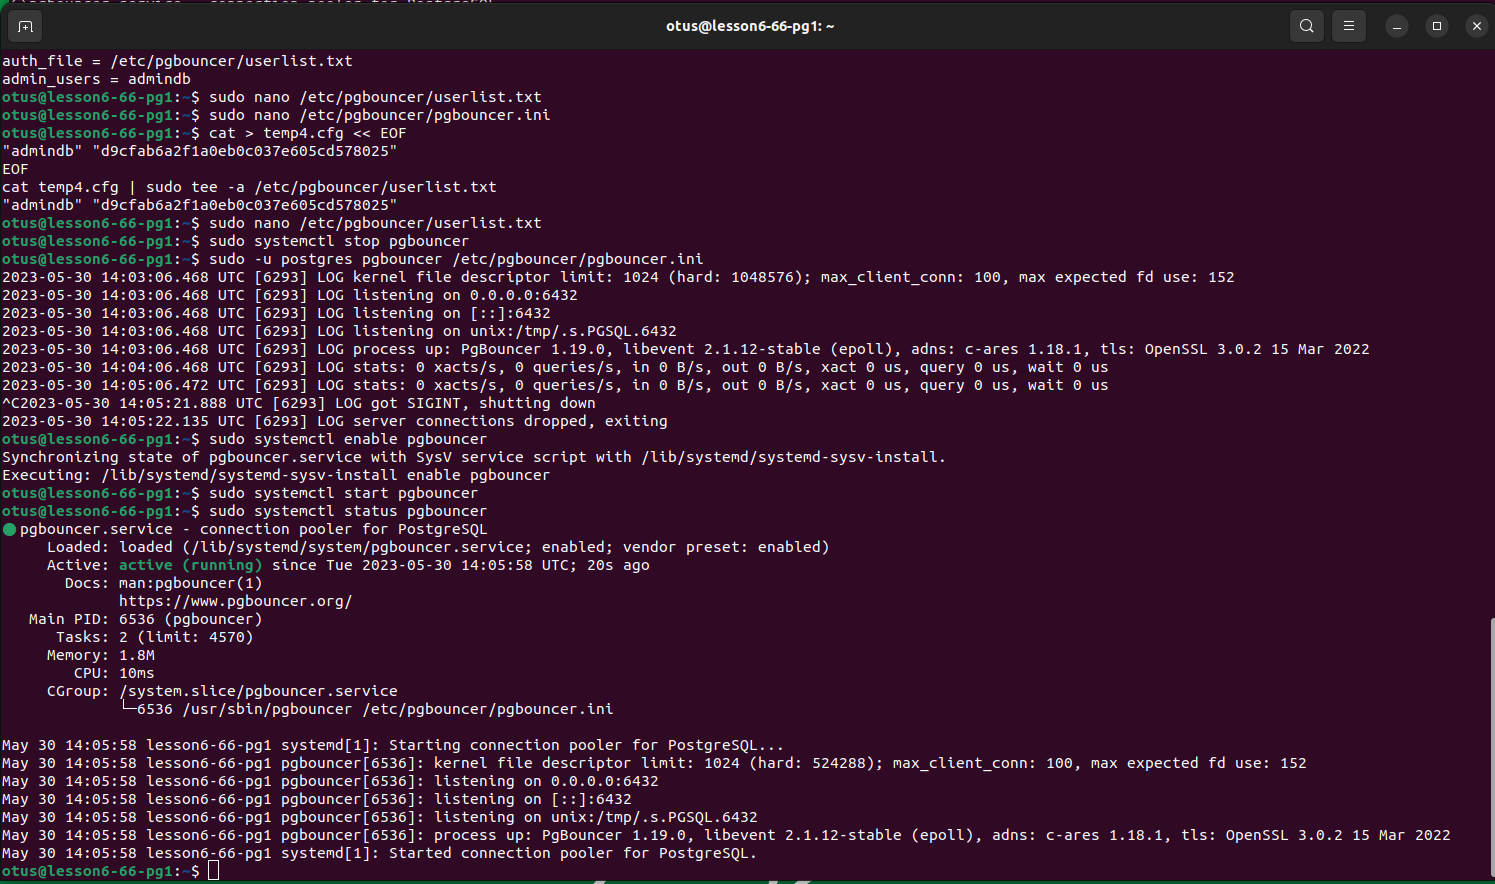 otus@lesson6-66-pg1: ~
auth_file = /etc/pgbouncer/userlist.txt
admin_users = admindb
otus@lesson6-66-pg1:~$ sudo nano /etc/pgbouncer/userlist.txt
otus@lesson6-66-pg1:~$ sudo nano /etc/pgbouncer/pgbouncer.ini
otus@lesson6-66-pg1:~$ cat > temp4.cfg << EOF
"admindb" "d9cfab6a2f1a0eb0c037e605cd578025"
EOF
cat temp4.cfg | sudo tee -a /etc/pgbouncer/userlist.txt
"admindb" "d9cfab6a2f1a0eb0c037e605cd578025"
otus@lesson6-66-pg1:~$ sudo nano /etc/pgbouncer/userlist.txt
otus@lesson6-66-pg1:~$ sudo systemctl stop pgbouncer
otus@lesson6-66-pg1:~$ sudo -u postgres pgbouncer /etc/pgbouncer/pgbouncer.ini
2023-05-30 14:03:06.468 UTC [6293] LOG kernel file descriptor limit: 1024 (hard: 1048576); max_client_conn: 100, max expected fd use: 152
2023-05-30 14:03:06.468 UTC [6293] LOG listening on 0.0.0.0:6432
2023-05-30 14:03:06.468 UTC [6293] LOG listening on [::]:6432
2023-05-30 14:03:06.468 UTC [6293] LOG listening on unix:/tmp/.s.PGSQL.6432
2023-05-30 14:03:06.468 UTC [6293] LOG process up: PgBouncer 1.19.0, libevent 2.1.12-stable (epoll), adns: c-ares 1.18.1, tls: OpenSSL 3.0.2 15 Mar 2022
2023-05-30 14:04:06.468 UTC [6293] LOG stats: 0 xacts/s, 0 queries/s, in 0 B/s, out 0 B/s, xact 0 us, query 0 us, wait 0 us
2023-05-30 14:05:06.472 UTC [6293] LOG stats: 0 xacts/s, 0 queries/s, in 0 B/s, out 0 B/s, xact 0 us, query 0 us, wait 0 us
^C2023-05-30 14:05:21.888 UTC [6293] LOG got SIGINT, shutting down
2023-05-30 14:05:22.135 UTC [6293] LOG server connections dropped, exiting
otus@lesson6-66-pg1:~$ sudo systemctl enable pgbouncer
Synchronizing state of pgbouncer.service with SysV service script with /lib/systemd/systemd-sysv-install.
Executing: /lib/systemd/systemd-sysv-install enable pgbouncer
otus@lesson6-66-pg1:~$ sudo systemctl start pgbouncer
otus@lesson6-66-pg1:~$ sudo systemctl status pgbouncer
● pgbouncer.service - connection pooler for PostgreSQL
Loaded: loaded (/lib/systemd/system/pgbouncer.service; enabled; vendor preset: enabled)
Active: active (running) since Tue 2023-05-30 14:05:58 UTC; 20s ago
Docs: man:pgbouncer(1)
https://www.pgbouncer.org/
Main PID: 6536 (pgbouncer)
Tasks: 2 (limit: 4570)
Memory: 1.8M
CPU: 10ms
CGroup: /system.slice/pgbouncer.service
└─6536 /usr/sbin/pgbouncer /etc/pgbouncer/pgbouncer.ini
May 30 14:05:58 lesson6-66-pg1 systemd[1]: Starting connection pooler for PostgreSQL...
May 30 14:05:58 lesson6-66-pg1 pgbouncer[6536]: kernel file descriptor limit: 1024 (hard: 524288); max_client_conn: 100, max expected fd use: 152
May 30 14:05:58 lesson6-66-pg1 pgbouncer[6536]: listening on 0.0.0.0:6432
May 30 14:05:58 lesson6-66-pg1 pgbouncer[6536]: listening on [::]:6432
May 30 14:05:58 lesson6-66-pg1 pgbouncer[6536]: listening on unix:/tmp/.s.PGSQL.6432
May 30 14:05:58 lesson6-66-pg1 pgbouncer[6536]: process up: PgBouncer 1.19.0, libevent 2.1.12-stable (epoll), adns: c-ares 1.18.1, tls: OpenSSL 3.0.2 15 Mar 2022
May 30 14:05:58 lesson6-66-pg1 systemd[1]: Started connection pooler for PostgreSQL.
otus@lesson6-66-pg1:~$